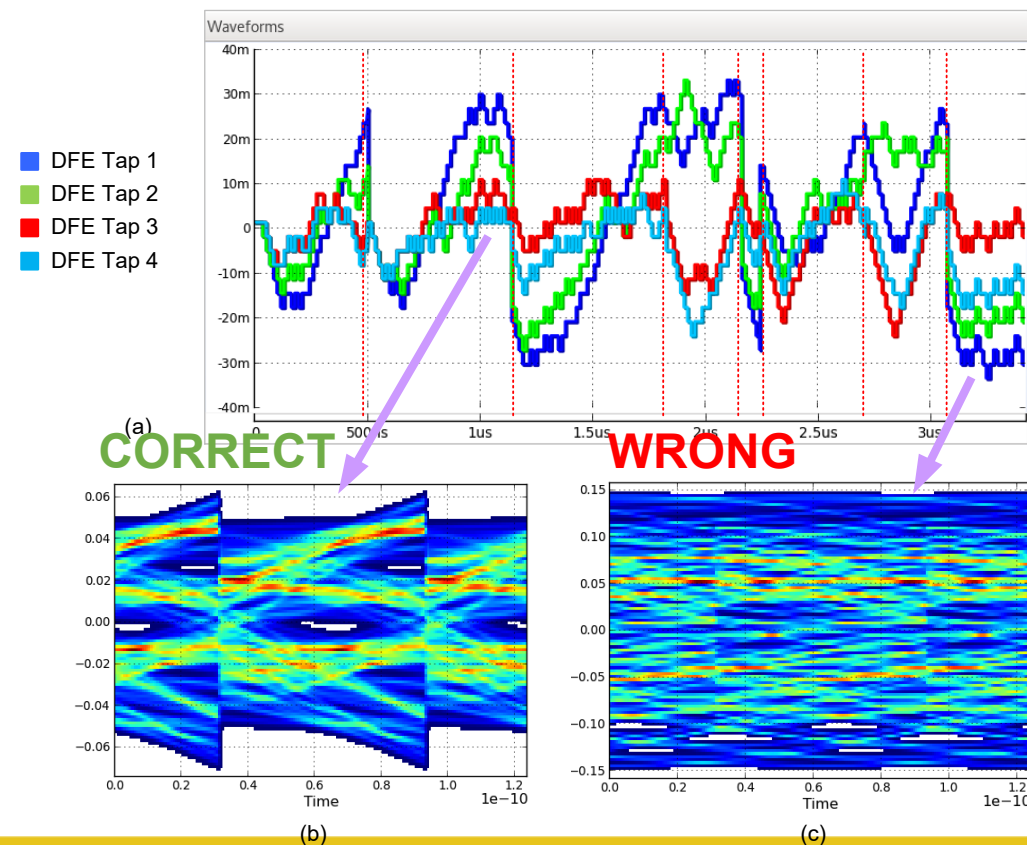 Waveforms
40m
30m
20m
10m
0
-10m
-20m
-30m
-40m
DFE Tap 1
DFE Tap 2
DFE Tap 3
DFE Tap 4
0 500ns 1us 1.5us 2us 2.5us 3us
(a)
CORRECT
WRONG
0.06
0.04
0.02
0.00
−0.02
−0.04
−0.06
0.0 0.2 0.4 0.6 0.8 1.0 1.2
Time
1e−10
(b)
0.15
0.10
0.05
0.00
−0.05
−0.10
−0.15
0.0 0.2 0.4 0.6 0.8 1.0 1.2
Time
1e−10
(c)